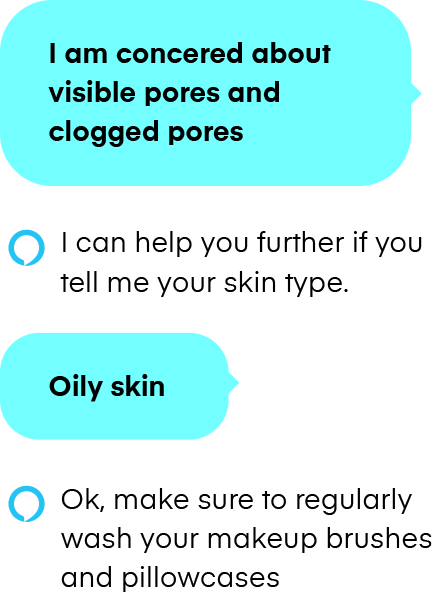 I am concered about
visible pores and
clogged pores
I can help you further if you
tell me your skin type.
Oily skin
Ok, make sure to regularly
wash your makeup brushes
and pillowcases